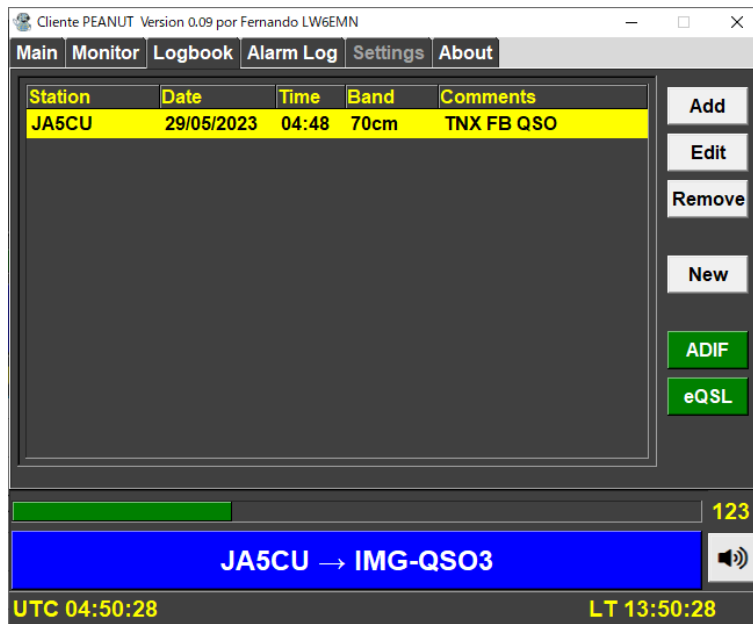 Cliente PEANUT Version 0.09 por Fernando LW6EMN
Main Monitor Logbook Alarm Log Settings About
Station Date Time Band Comments
JA5CU 29/05/2023 04:48 70cm TNX FB QSO
Add
Edit
Remove
New
ADIF
eQSL
123
JA5CU → IMG-QSO3
UTC 04:50:28 LT 13:50:28